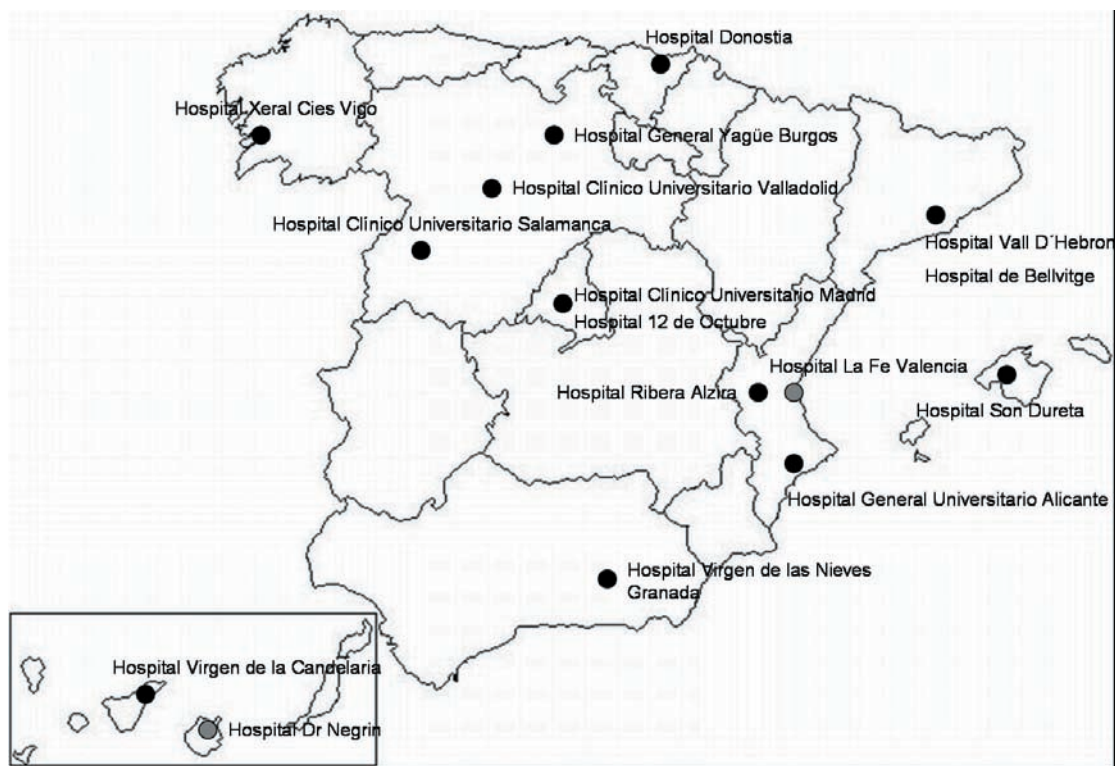 Hospital Donostia
Hospital Xeral Cies Vigo
Hospital General Yagüe Burgos
Hospital Clínico Universitario Valladolid
Hospital Clínico Universitario Salamanca
Hospital Vall D´Hebron
Hospital de Bellvitge
Hospital Clínico Universitario Madrid
Hospital 12 de Octubre
Hospital La Fe Valencia
Hospital Ribera Alzira
Hospital Son Dureta
Hospital General Universitario Alicante
Hospital Virgen de las Nieves
Granada
Hospital Virgen de la Candelaria
Hospital Dr Negrin